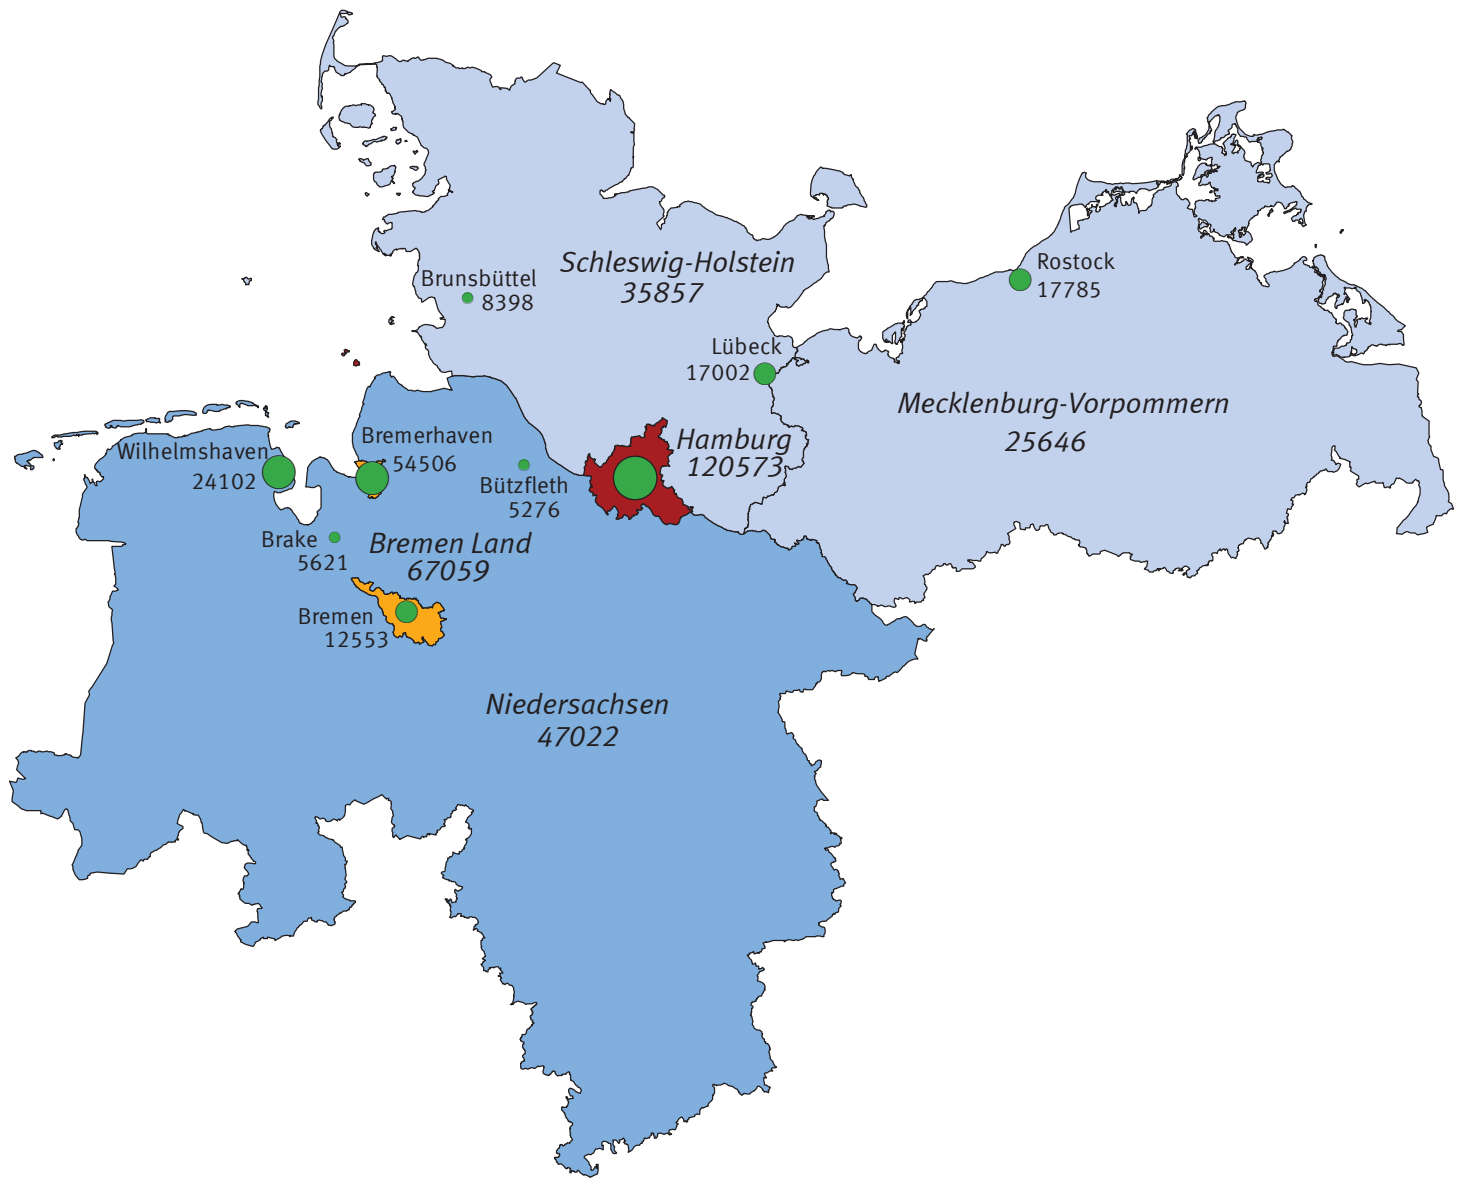 Schleswig-Holstein
35857
Brunsbüttel
8398
Rostock
17785
Lübeck
17002
Mecklenburg-Vorpommern
25646
Hamburg
120573
Wilhelmshaven
24102
Bremerhaven
54506
Bützfleth
5276
Brake
5621
Bremen Land
67059
Bremen
12553
Niedersachsen
47022